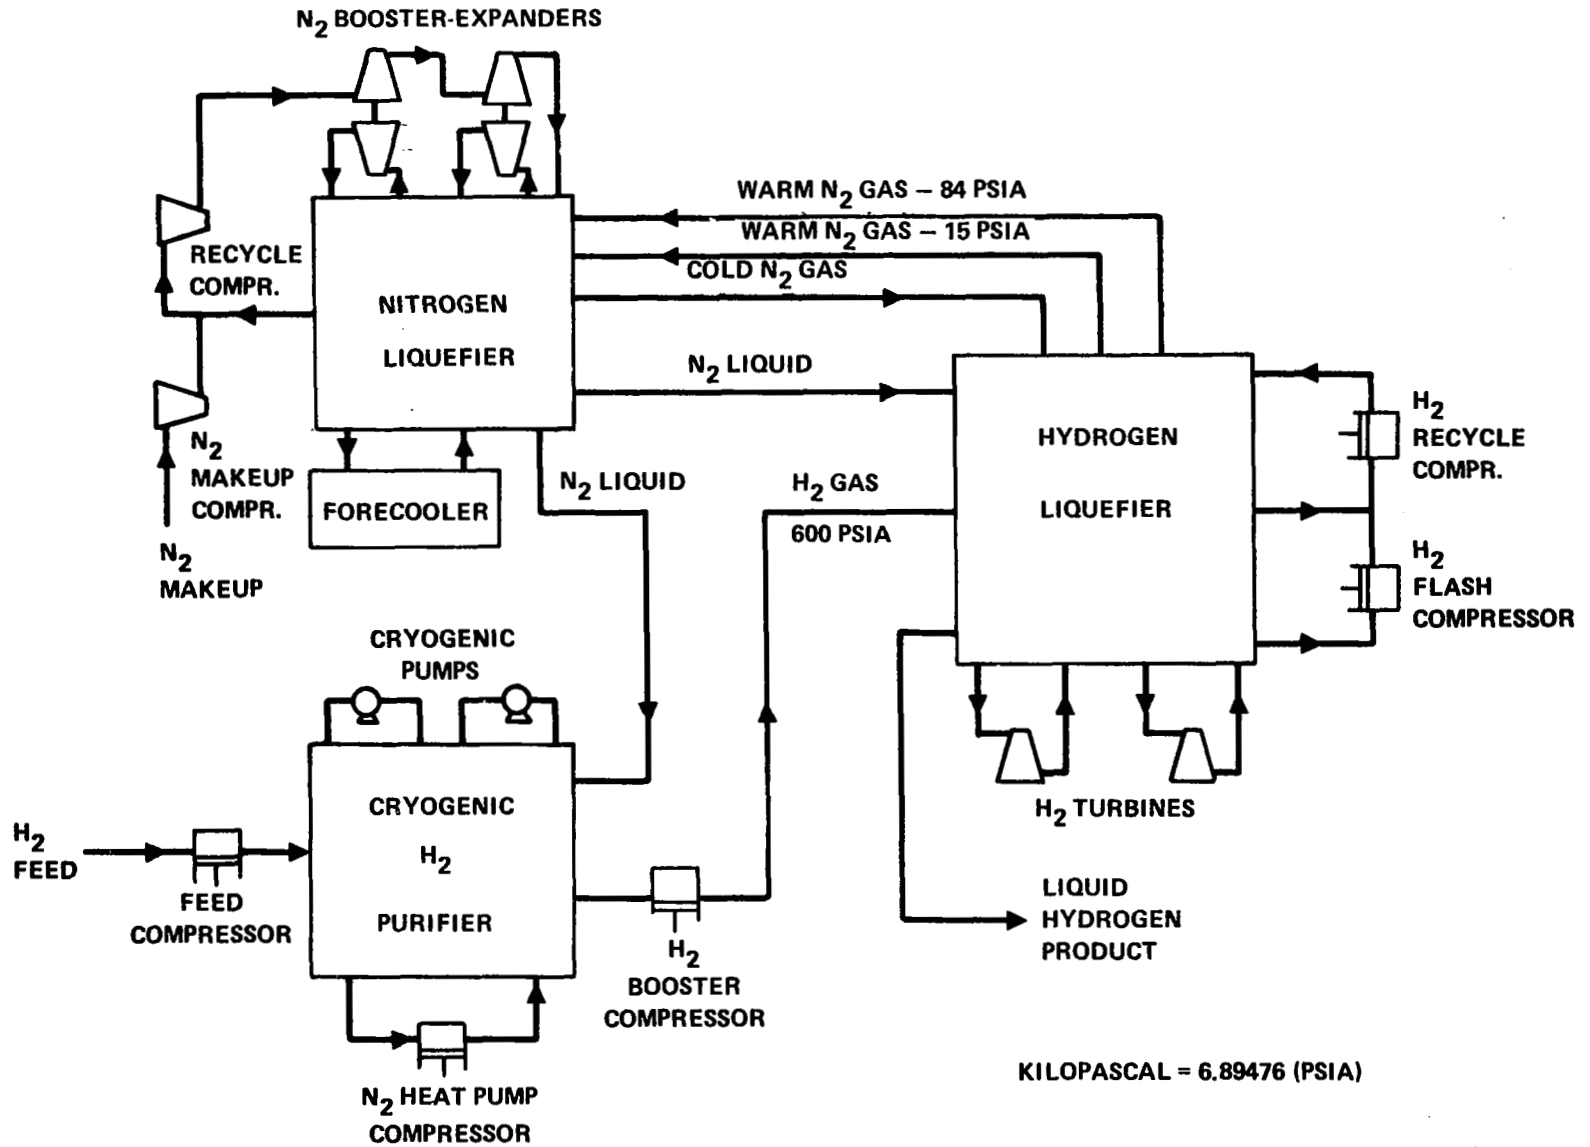 N2 BOOSTER-EXPANDERS
WARM N2 GAS – 84 PSIA
WARM N2 GAS – 15 PSIA
COLD N2 GAS
RECYCLE
COMPR.
NITROGEN
LIQUEFIER
N2 LIQUID
H2
RECYCLE
COMPR.
HYDROGEN
LIQUEFIER
N2
MAKEUP
COMPR.
FORECOOLER
N2 LIQUID
H2 GAS
600 PSIA
N2
MAKEUP
H2
FLASH
COMPRESSOR
CRYOGENIC
PUMPS
H2 TURBINES
CRYOGENIC
H2
PURIFIER
H2
FEED
FEED
COMPRESSOR
LIQUID
HYDROGEN
PRODUCT
H2
BOOSTER
COMPRESSOR
N2 HEAT PUMP
COMPRESSOR
KILOPASCAL = 6.89476 (PSIA)